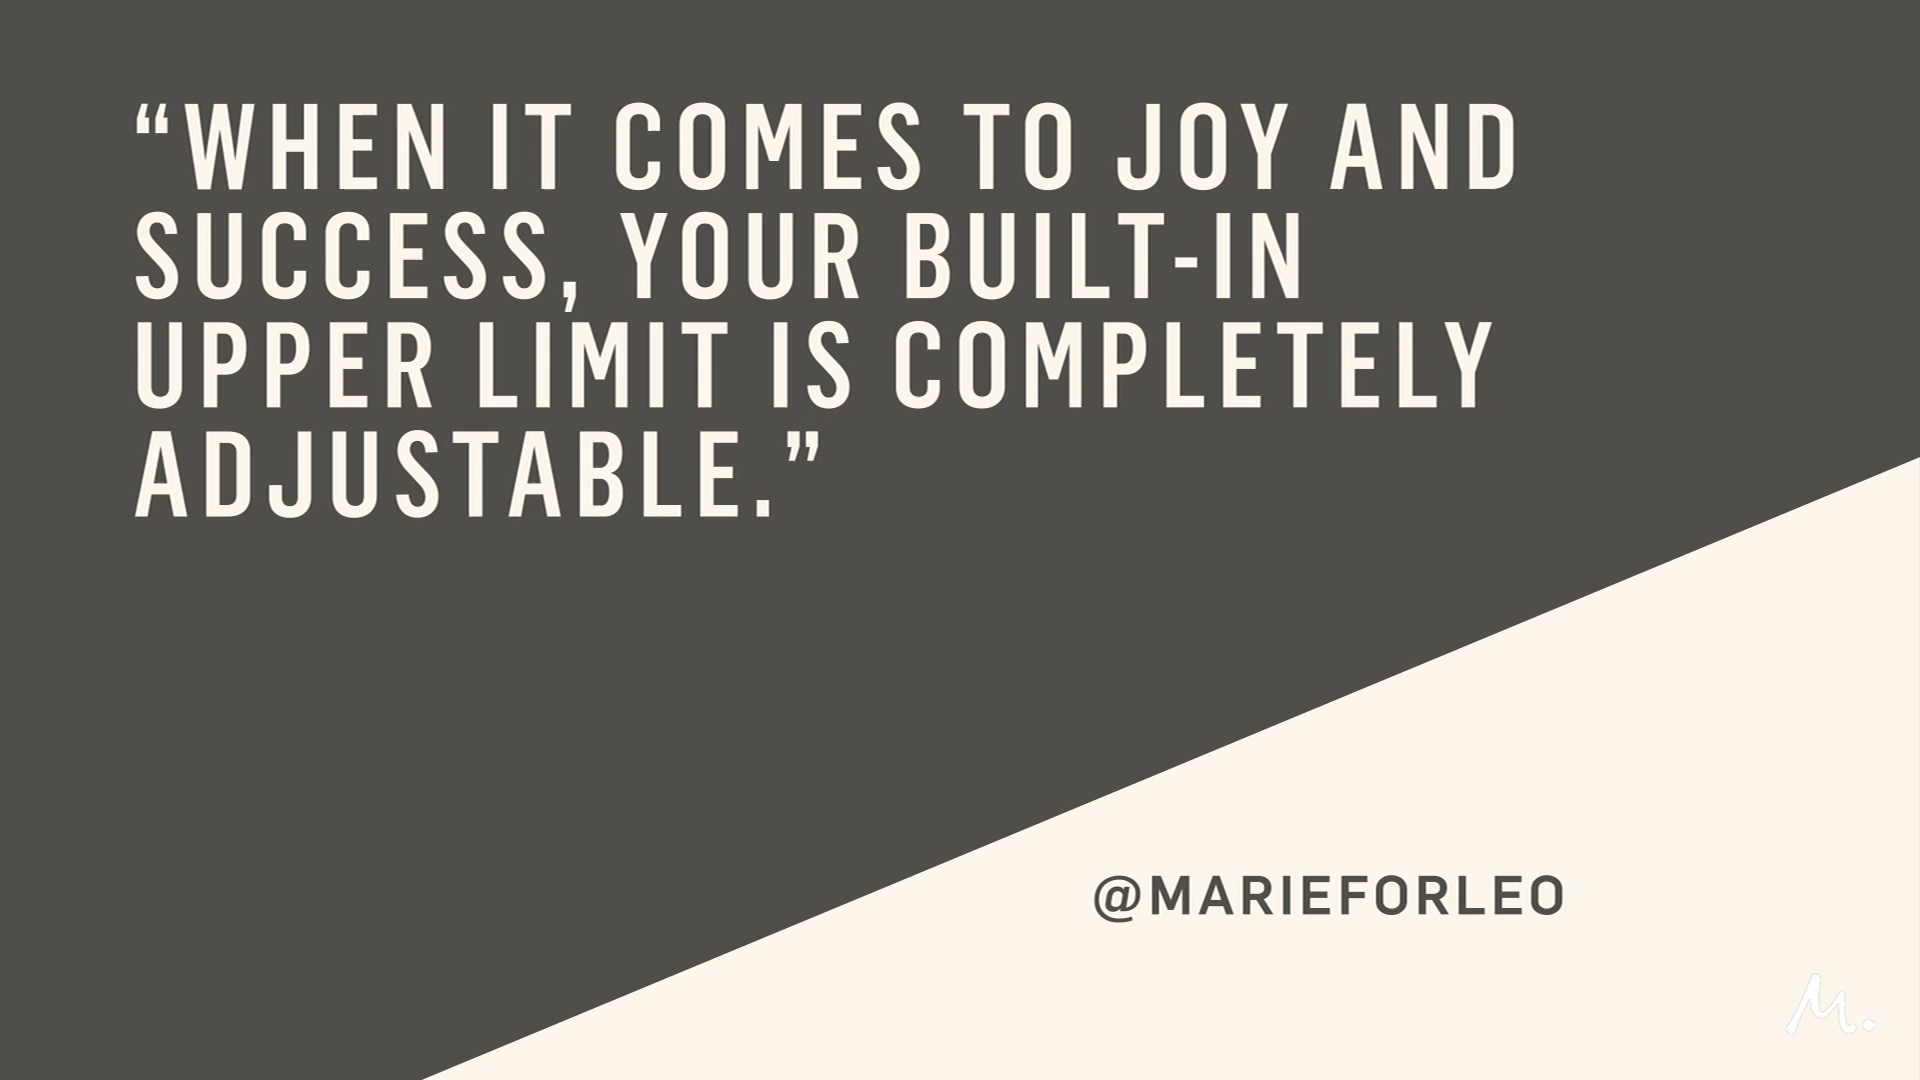 “WHEN IT COMES TO JOY AND
SUCCESS, YOUR BUILT-IN
UPPER LIMIT IS COMPLETELY
ADJUSTABLE.”
@MARIEFORLEO
M.